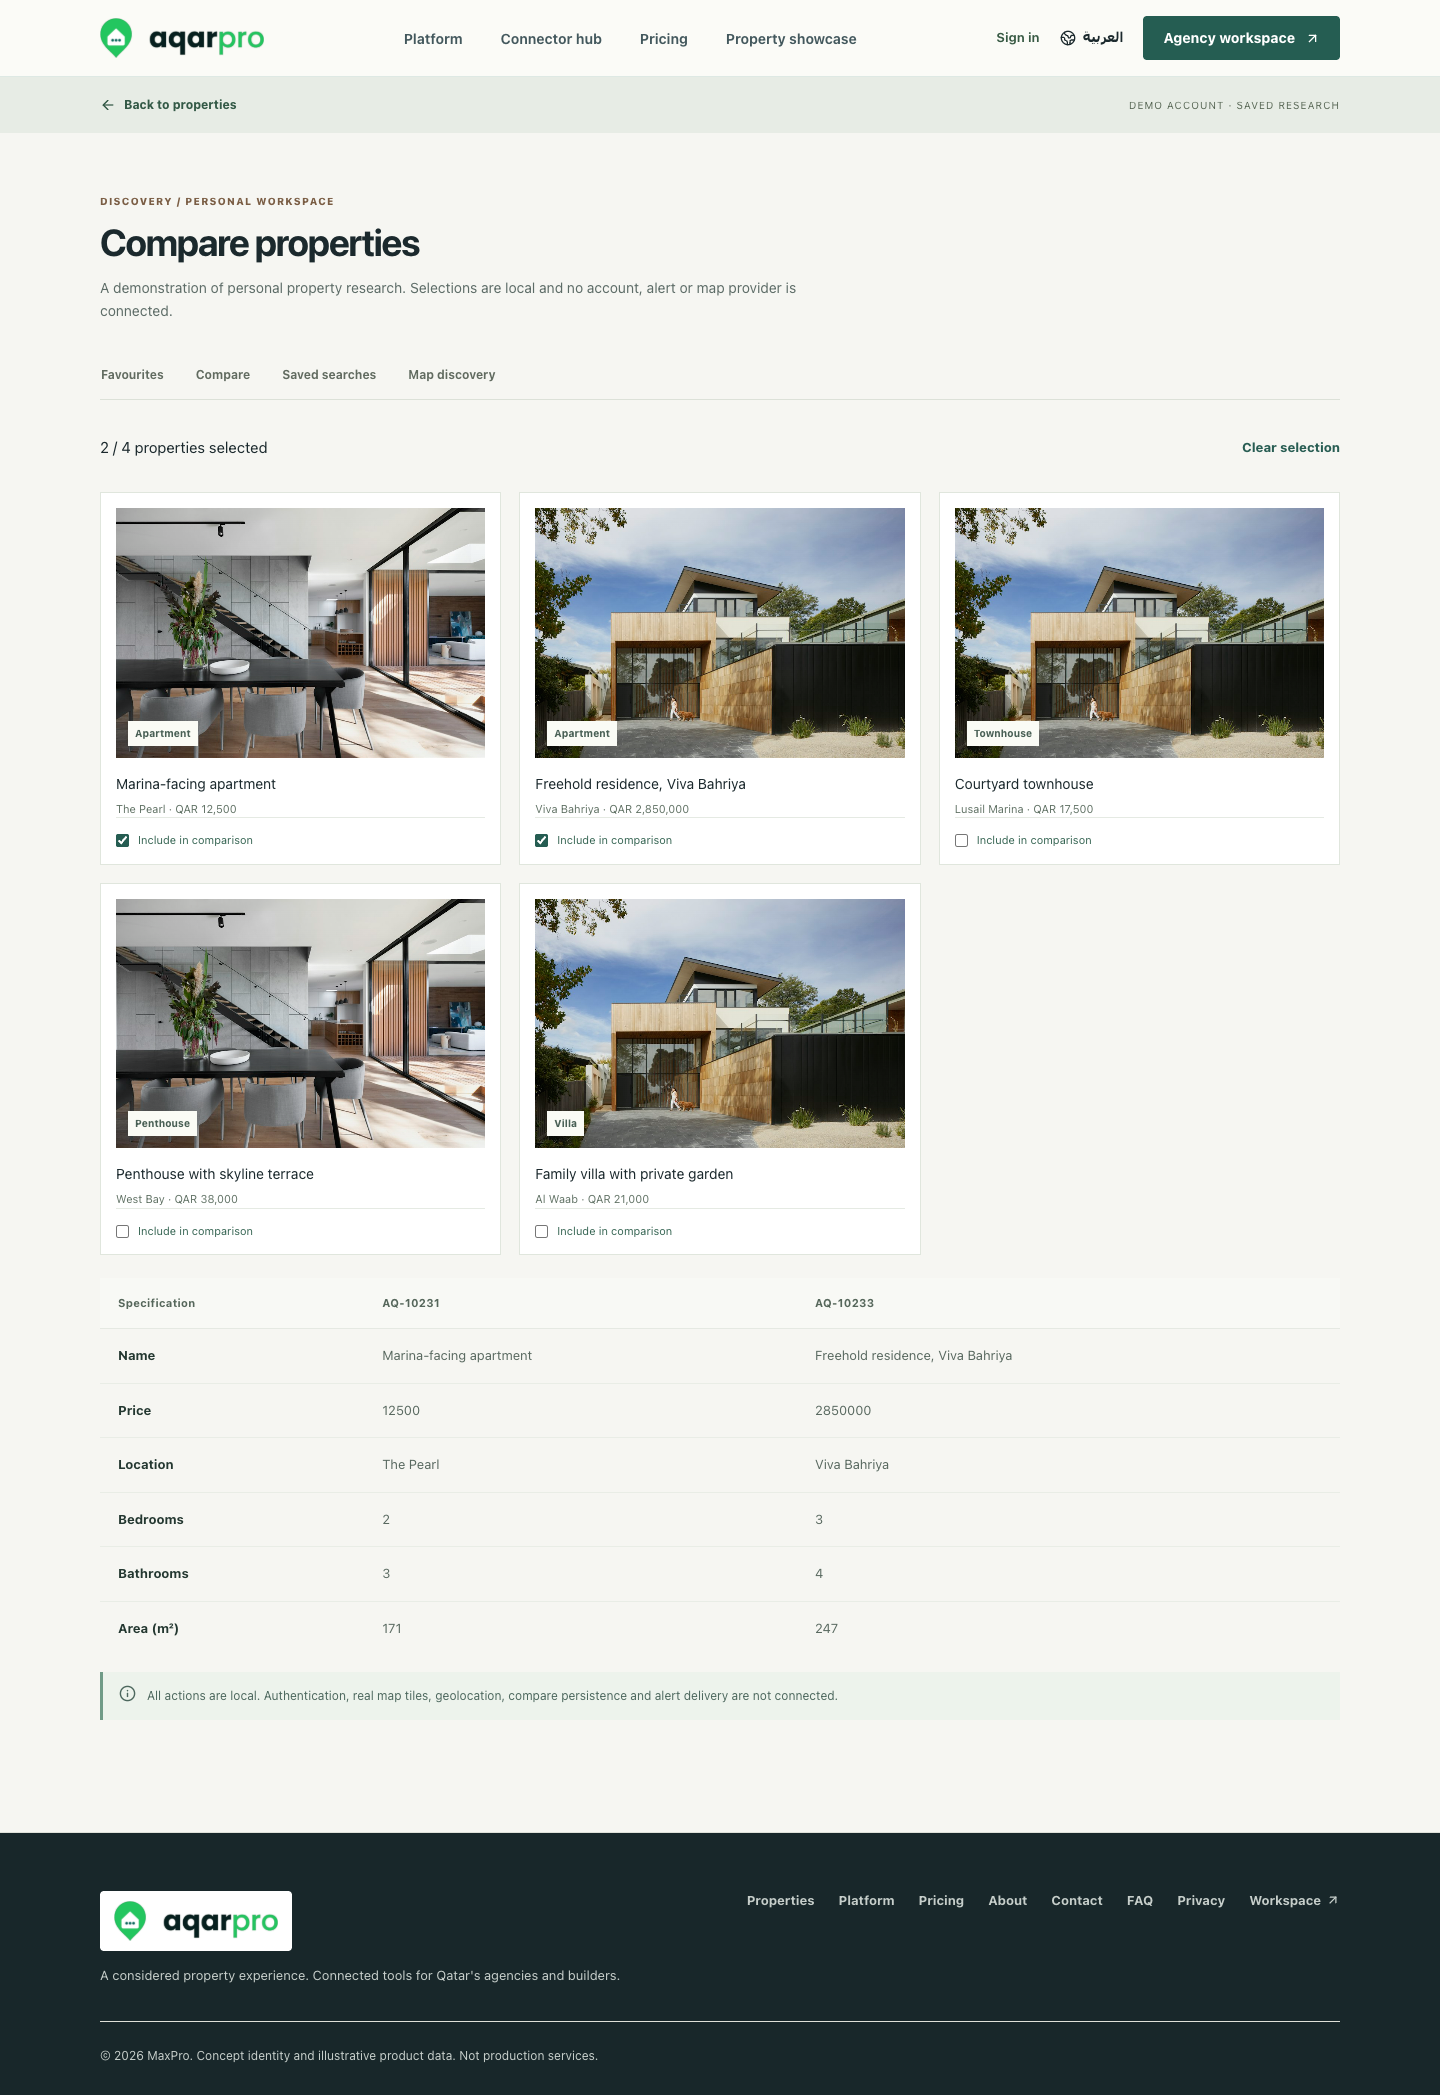 aqarpro
Platform
Connector hub
Pricing
Property showcase
Sign in
العربية
Agency workspace
Back to properties
DEMO ACCOUNT · SAVED RESEARCH
DISCOVERY / PERSONAL WORKSPACE
Compare properties
A demonstration of personal property research. Selections are local and no account, alert or map provider is
connected.
Favourites
Compare
Saved searches
Map discovery
2 / 4 properties selected
Clear selection
Apartment
Marina-facing apartment
The Pearl · QAR 12,500
Include in comparison
Apartment
Freehold residence, Viva Bahriya
Viva Bahriya · QAR 2,850,000
Include in comparison
Townhouse
Courtyard townhouse
Lusail Marina · QAR 17,500
Include in comparison
Penthouse
Penthouse with skyline terrace
West Bay · QAR 38,000
Include in comparison
Villa
Family villa with private garden
Al Waab · QAR 21,000
Include in comparison
Specification AQ-10231 AQ-10233
Name Marina-facing apartment Freehold residence, Viva Bahriya
Price 12500 2850000
Location The Pearl Viva Bahriya
Bedrooms 2 3
Bathrooms 3 4
Area (m²) 171 247
All actions are local. Authentication, real map tiles, geolocation, compare persistence and alert delivery are not connected.
aqarpro
Properties
Platform
Pricing
About
Contact
FAQ
Privacy
Workspace
A considered property experience. Connected tools for Qatar's agencies and builders.
© 2026 MaxPro. Concept identity and illustrative product data. Not production services.